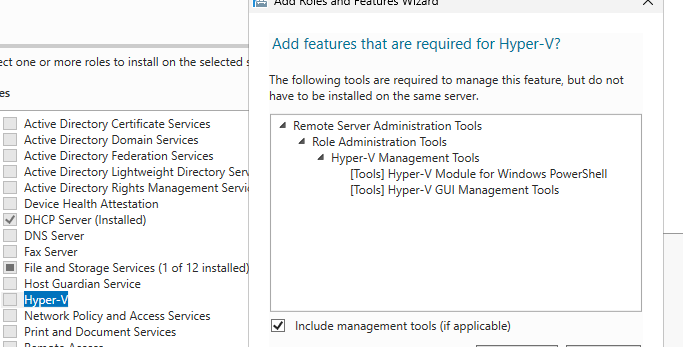 Add Roles and Features Wizard
Add features that are required for Hyper-V?
ect one or more roles to install on the selected s
The following tools are required to manage this feature, but do not
have to be installed on the same server.
es
Active Directory Certificate Services
Active Directory Domain Services
Active Directory Federation Services
Active Directory Lightweight Directory Serv
Active Directory Rights Management Servic
Device Health Attestation
DHCP Server (Installed)
DNS Server
Fax Server
File and Storage Services (1 of 12 installed)
Host Guardian Service
Hyper-V
Network Policy and Access Services
Print and Document Services
Remote Access
Remote Server Administration Tools
Role Administration Tools
Hyper-V Management Tools
[Tools] Hyper-V Module for Windows PowerShell
[Tools] Hyper-V GUI Management Tools
Include management tools (if applicable)